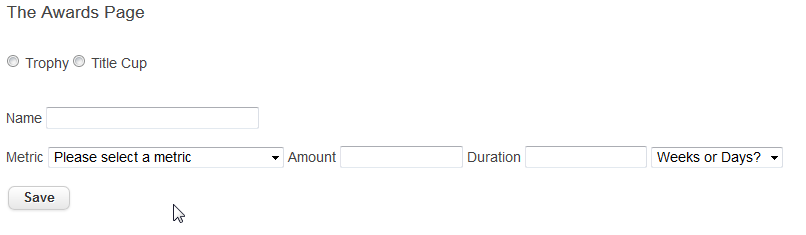 The Awards Page
Trophy Title Cup
Name
Metric Please select a metric Amount Duration Weeks or Days?
Save